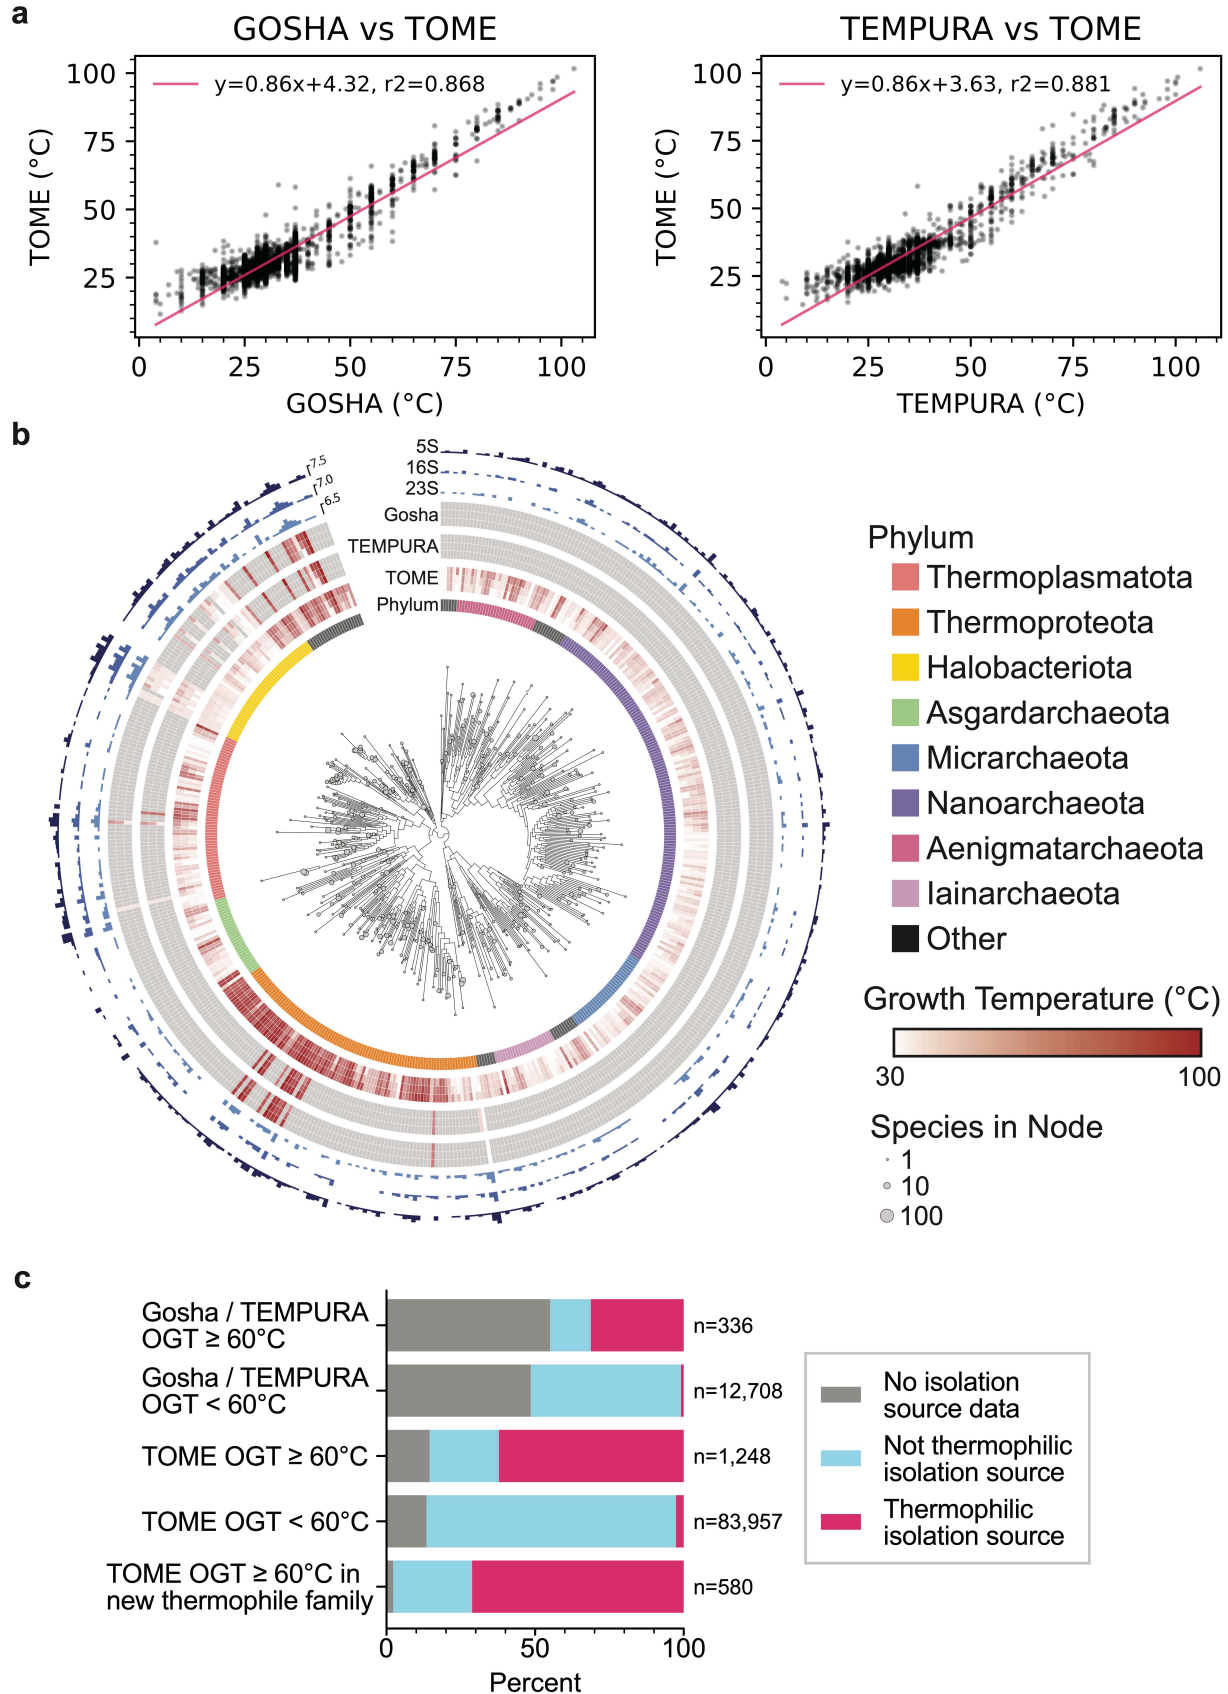 a
GOSHA vs TOME
y=0.86x+4.32, r2=0.868
100
75
50
25
TOME (°C)
0
25
50
75
100
GOSHA (°C)
TEMPURA vs TOME
y=0.86x+3.63, r2=0.881
100
75
50
25
TOME (°C)
0
25
50
75
100
TEMPURA (°C)
b
7.5
7.0
6.5
5S
16S
23S
Gosha
TEMPURA
TOME
Phylum
Phylum
Thermoplasmatota
Thermoproteota
Halobacteriota
Asgardarchaeota
Micrarchaeota
Nanoarchaeota
Aenigmatarchaeota
Iainarchaeota
Other
Growth Temperature (°C)
30
100
Species in Node
1
10
100
c
Gosha / TEMPURA
OGT ≥ 60°C
n=336
Gosha / TEMPURA
OGT < 60°C
n=12,708
TOME OGT ≥ 60°C
n=1,248
TOME OGT < 60°C
n=83,957
TOME OGT ≥ 60°C in
new thermophile family
n=580
0
50
100
Percent
No isolation
source data
Not thermophilic
isolation source
Thermophilic
isolation source